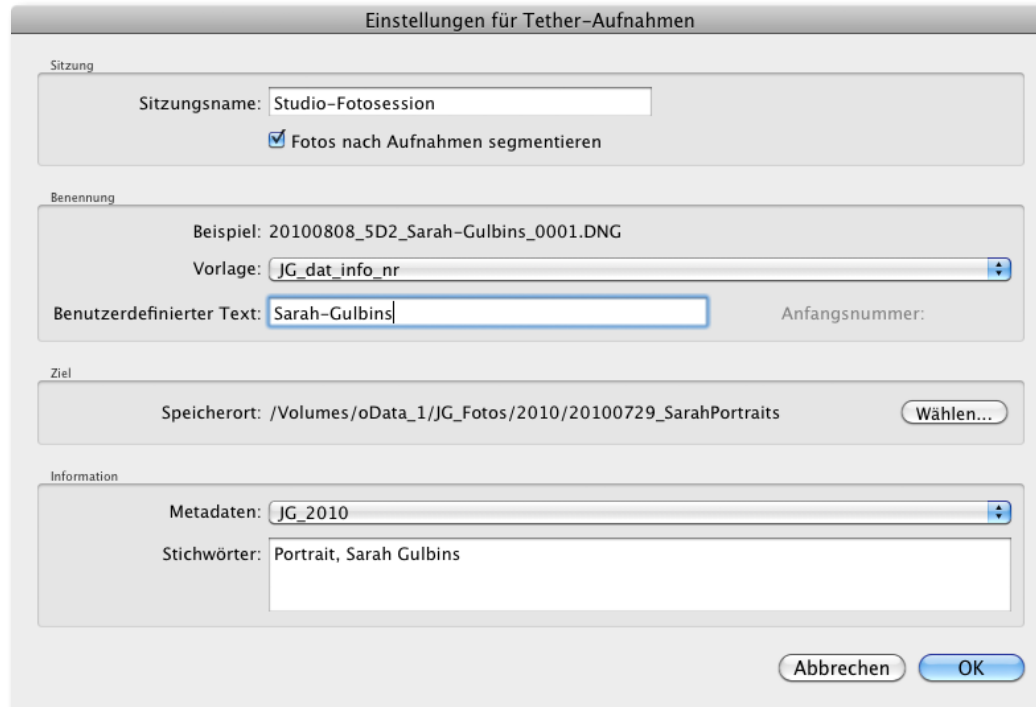 Einstellungen für Tether-Aufnahmen
Sitzung
Sitzungsname: Studio-Fotosession
Fotos nach Aufnahmen segmentieren
Benennung
Beispiel: 20100808_5D2_Sarah-Gulbins_0001.DNG
Vorlage: JG_dat_info_nr
Benutzerdefinierter Text: Sarah-Gulbins Anfangsnummer:
Ziel
Speicherort: /Volumes/oData_1/JG_Fotos/2010/20100729_SarahPortraits Wählen...
Information
Metadaten: JG_2010
Stichwörter: Portrait, Sarah Gulbins
Abbrechen OK